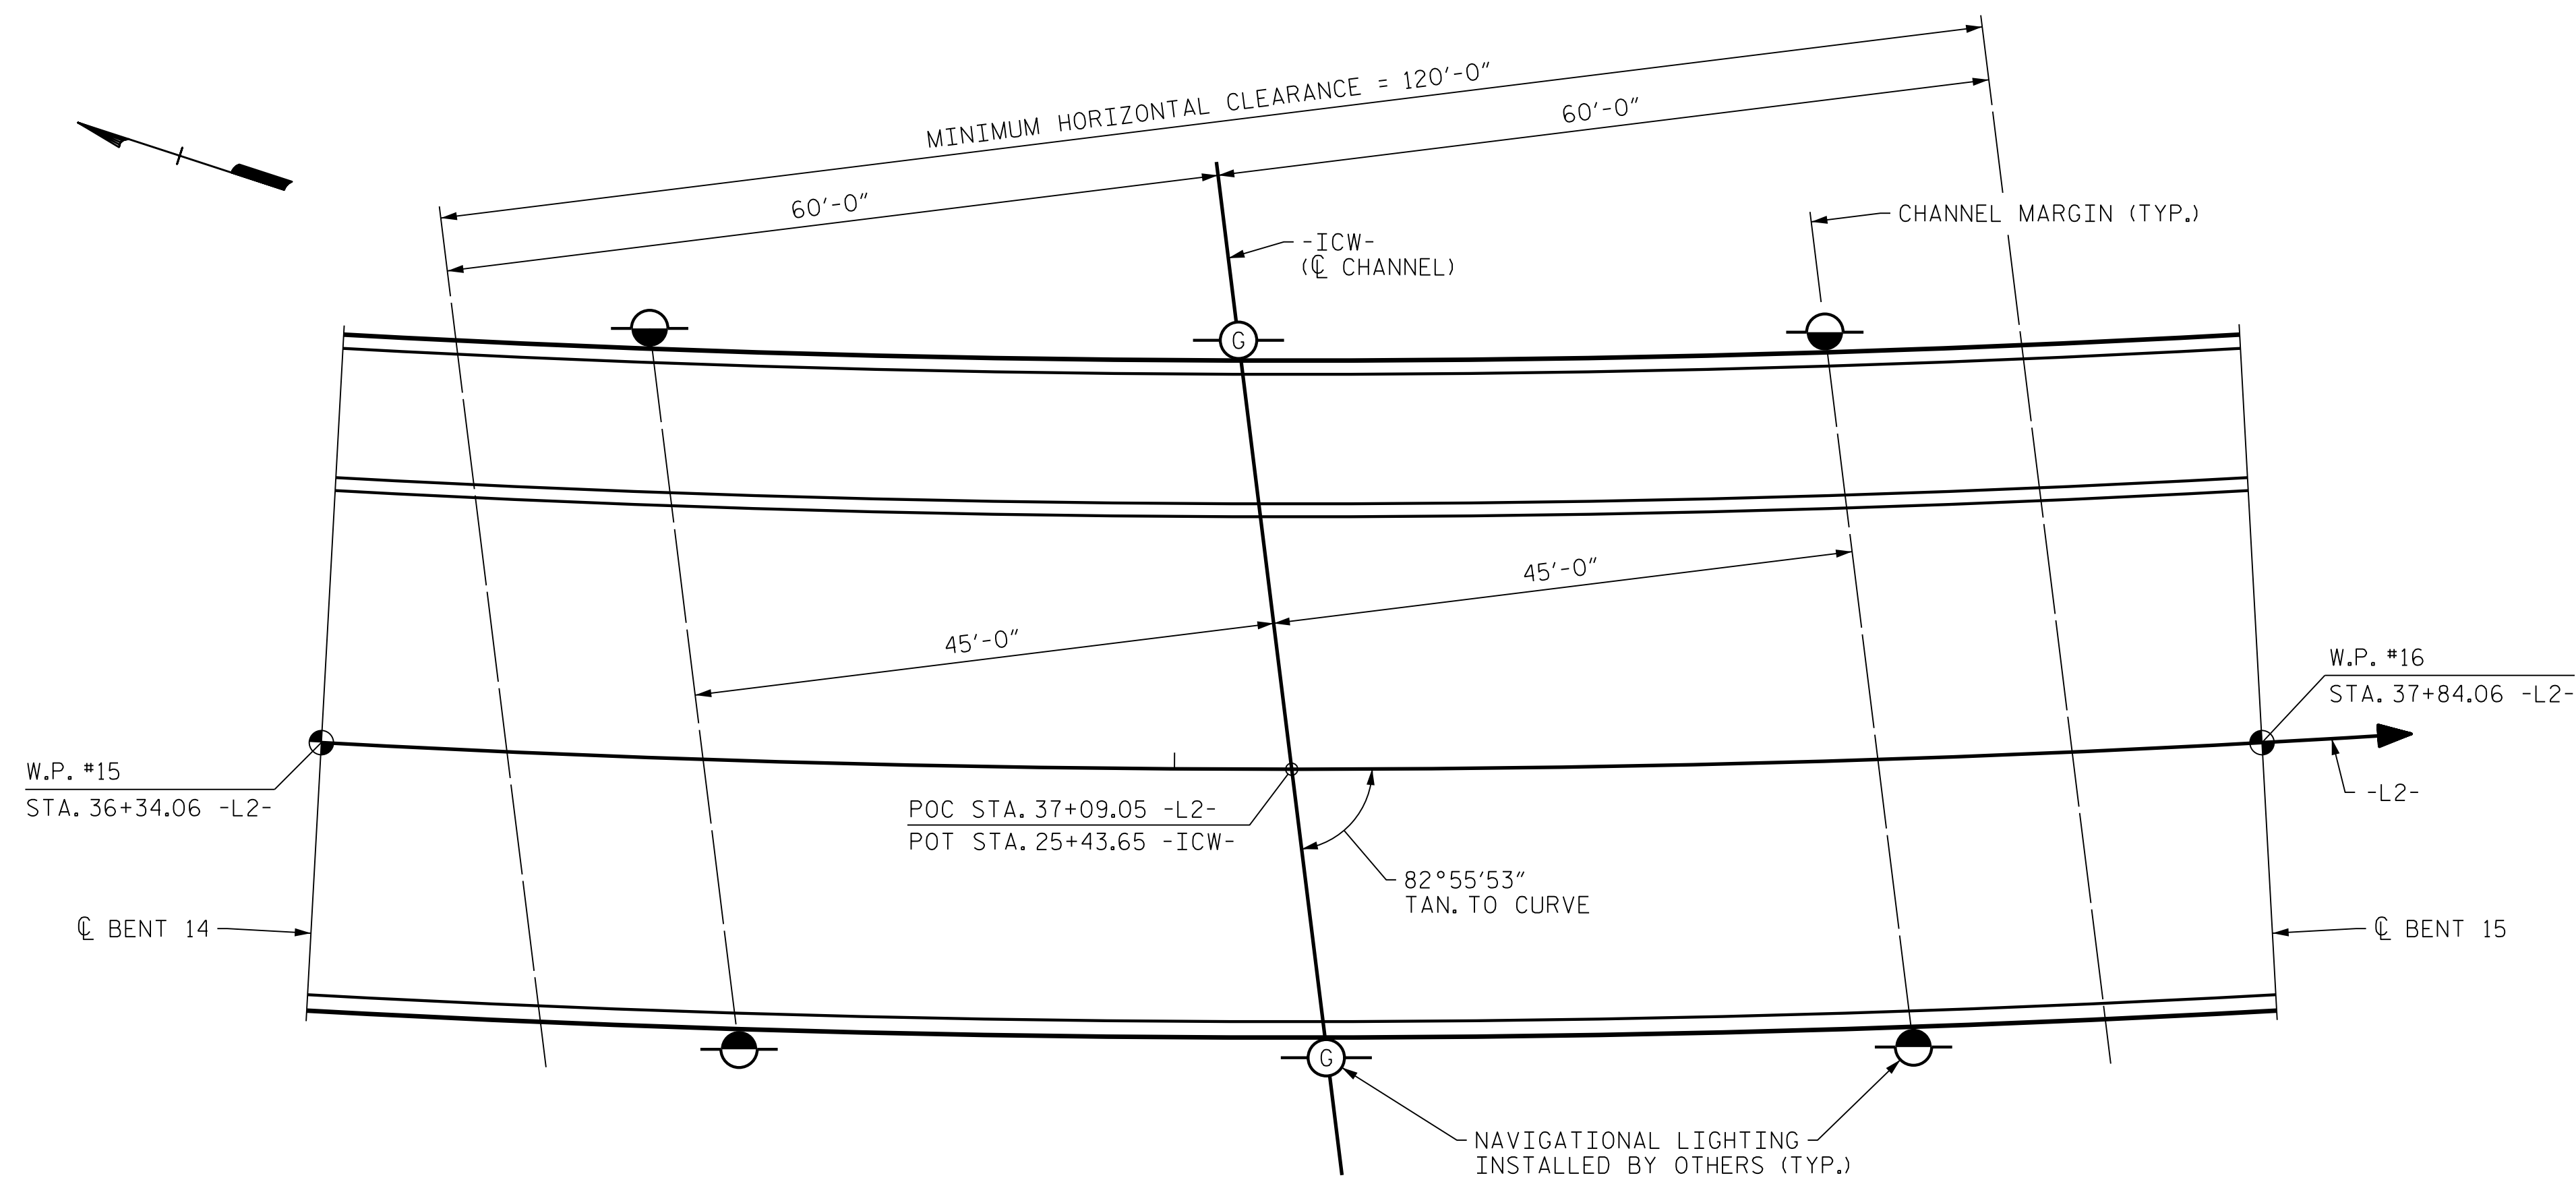 MINIMUM HORIZONTAL CLEARANCE = 120'-0"
60'-0"
60'-0"
CHANNEL MARGIN (TYP.)
-ICW-
(℄ CHANNEL)
G
45'-0"
45'-0"
W.P. #16
STA. 37+84.06 -L2-
W.P. #15
STA. 36+34.06 -L2-
-L2-
POC STA. 37+09.05 -L2-
POT STA. 25+43.65 -ICW-
82°55'53"
TAN. TO CURVE
℄ BENT 14
℄ BENT 15
G
NAVIGATIONAL LIGHTING
INSTALLED BY OTHERS (TYP.)